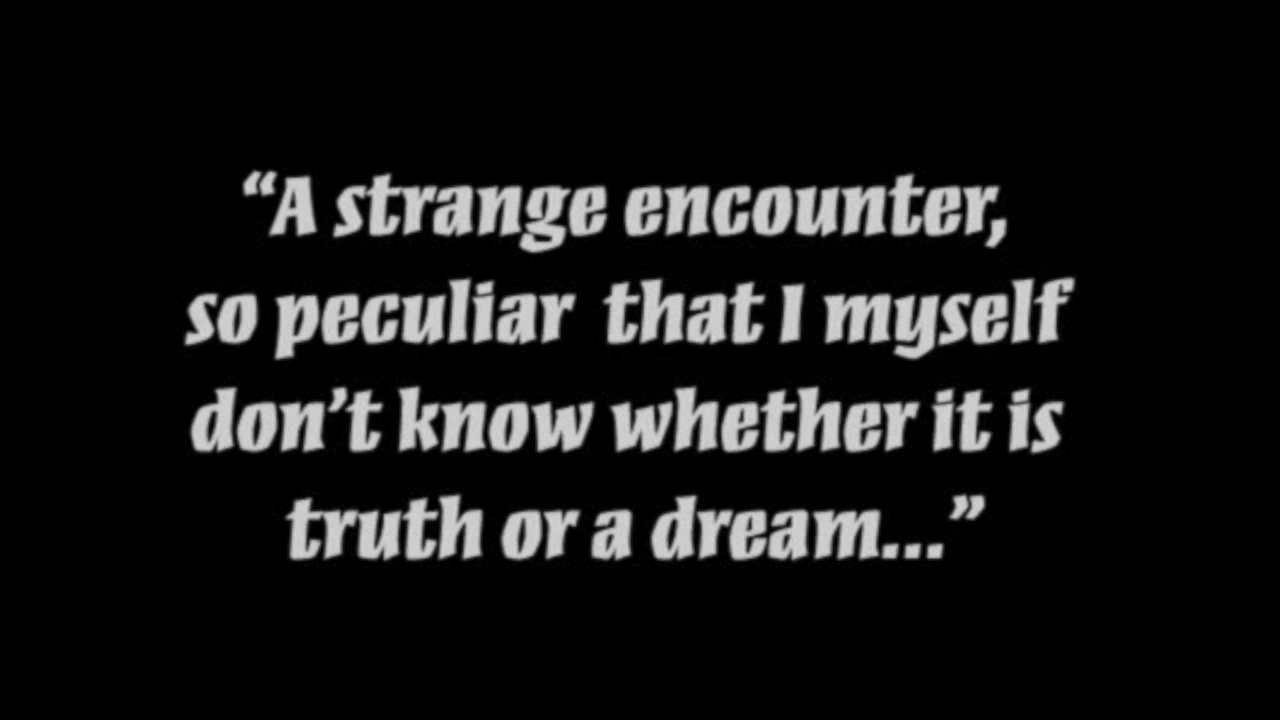 “A strange encounter,
so peculiar that I myself
don’t know whether it is
truth or a dream...”